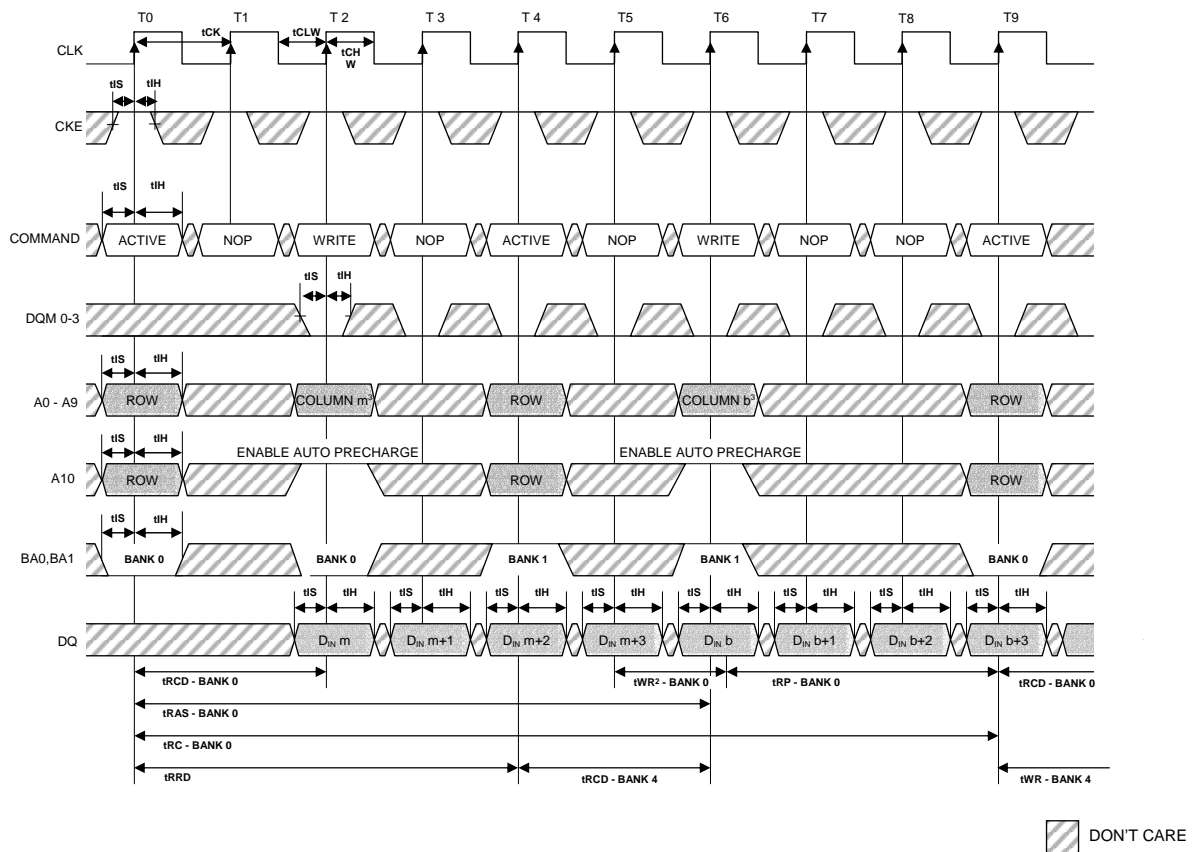 T0 T1 T 2 T 3 T 4 T5 T6 T7 T8 T9
tCK tCLW tCH
W
CLK
tIS tIH
CKE
tIS tIH
COMMAND ACTIVE NOP WRITE NOP ACTIVE NOP WRITE NOP NOP ACTIVE
tIS tIH
DQM 0-3
tIS tIH
A0 - A9 ROW COLUMN m³ ROW COLUMN b³ ROW
tIS tIH ENABLE AUTO PRECHARGE ENABLE AUTO PRECHARGE
A10 ROW ROW ROW
tIS tIH
BA0,BA1 BANK 0 BANK 0 BANK 1 BANK 1 BANK 0
tIS tIH tIS tIH tIS tIH tIS tIH tIS tIH tIS tIH tIS tIH tIS tIH
DQ DIN m DIN m+1 DIN m+2 DIN m+3 DIN b DIN b+1 DIN b+2 DIN b+3
tRCD - BANK 0 tWR² - BANK 0 tRP - BANK 0 tRCD - BANK 0
tRAS - BANK 0
tRC - BANK 0
tRRD tRCD - BANK 4 tWR - BANK 4
DON'T CARE